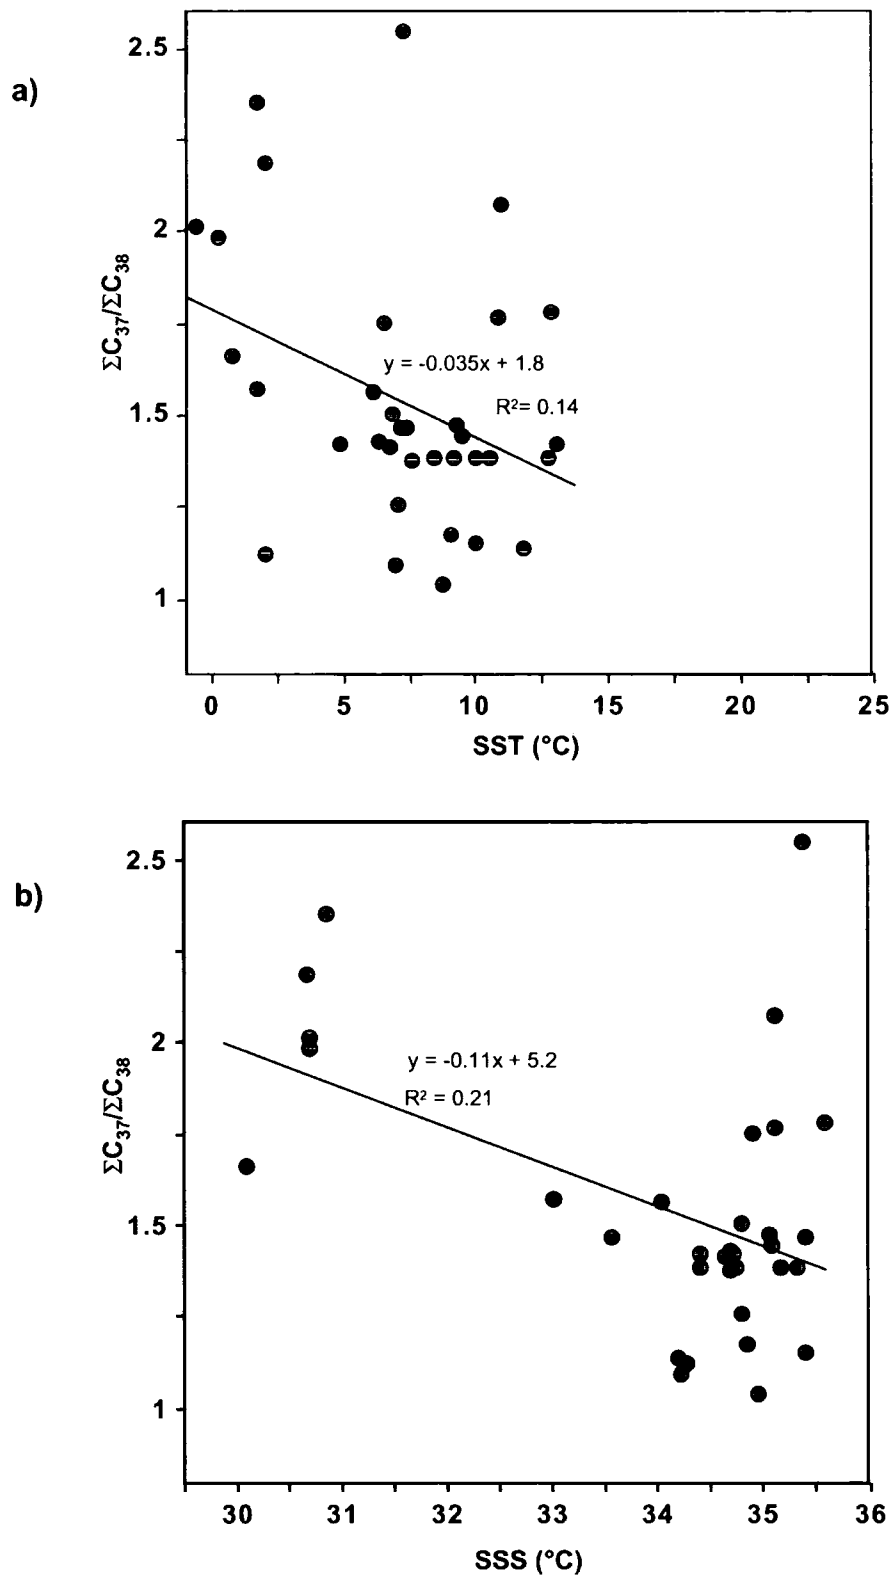 a)
2.5
2
1.5
1
ΣC37/ΣC38
y = -0.035x + 1.8
R²= 0.14
0 5 10 15 20 25
SST (°C)
b)
2.5
2
1.5
1
ΣC37/ΣC38
y = -0.11x + 5.2
R² = 0.21
30 31 32 33 34 35 36
SSS (°C)